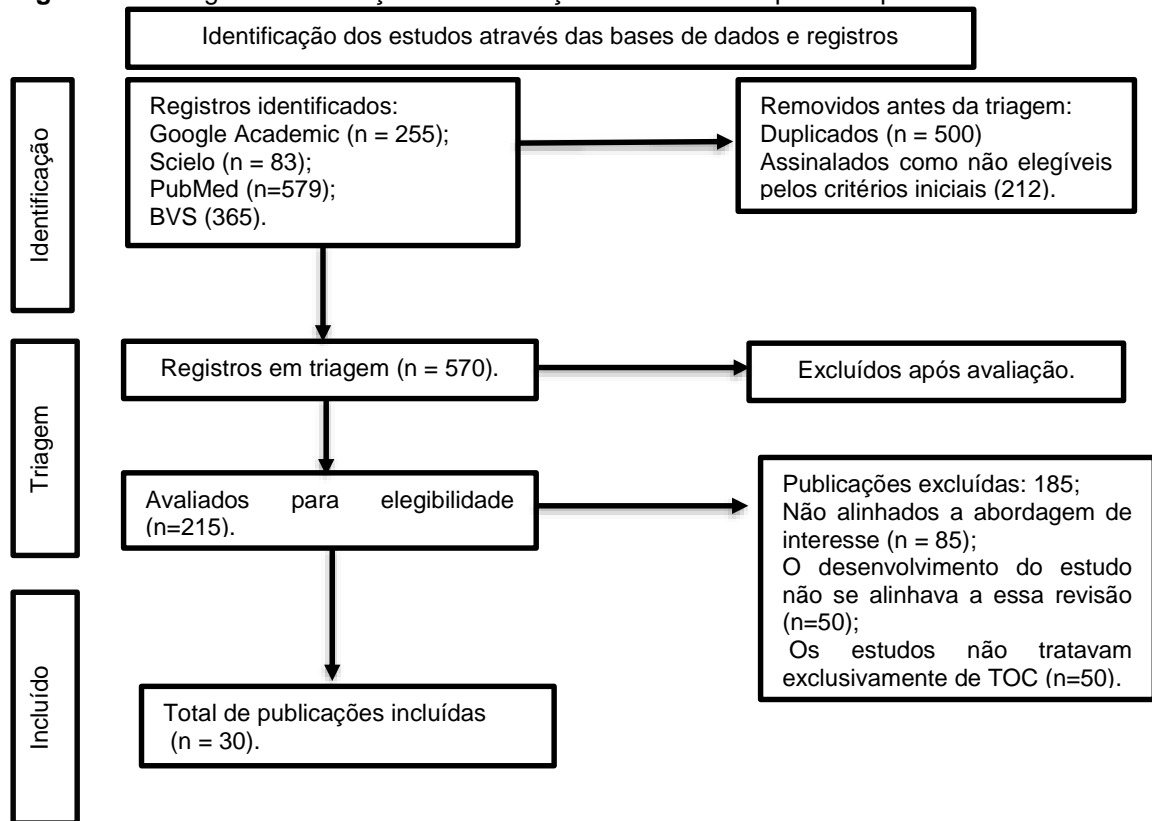 Identificação dos estudos através das bases de dados e registros
Identificação
Registros identificados:
Google Academic (n = 255);
Scielo (n = 83);
PubMed (n=579);
BVS (365).
Removidos antes da triagem:
Duplicados (n = 500)
Assinalados como não elegíveis
pelos critérios iniciais (212).
Triagem
Registros em triagem (n = 570).
Excluídos após avaliação.
Avaliados para elegibilidade
(n=215).
Publicações excluídas: 185;
Não alinhados a abordagem de
interesse (n = 85);
O desenvolvimento do estudo
não se alinhava a essa revisão
(n=50);
Os estudos não tratavam
exclusivamente de TOC (n=50).
Incluído
Total de publicações incluídas
(n = 30).